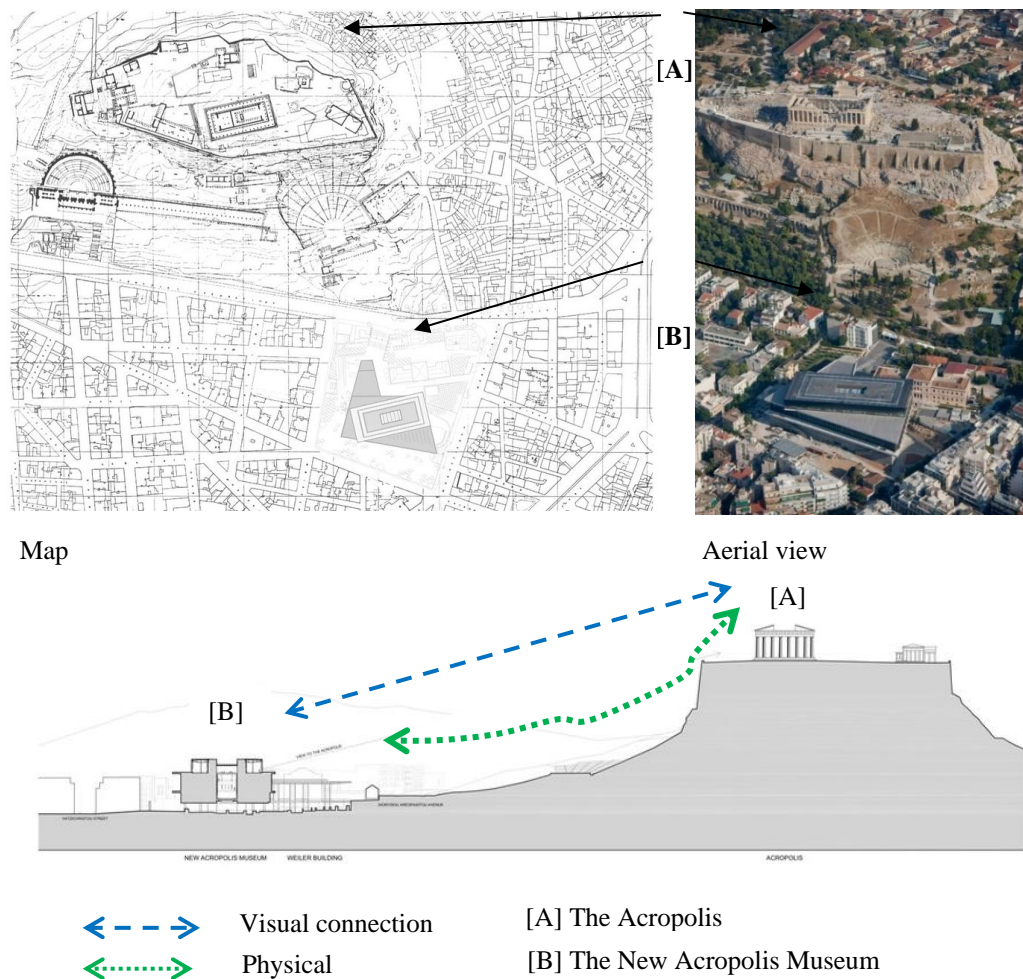 [A]
[B]
Map
Aerial view
[A]
[B]
VIEW TO THE ACROPOLIS
NEW ACROPOLIS MUSEUM
WEILER BUILDING
ACROPOLIS
Visual connection
[A] The Acropolis
Physical
[B] The New Acropolis Museum